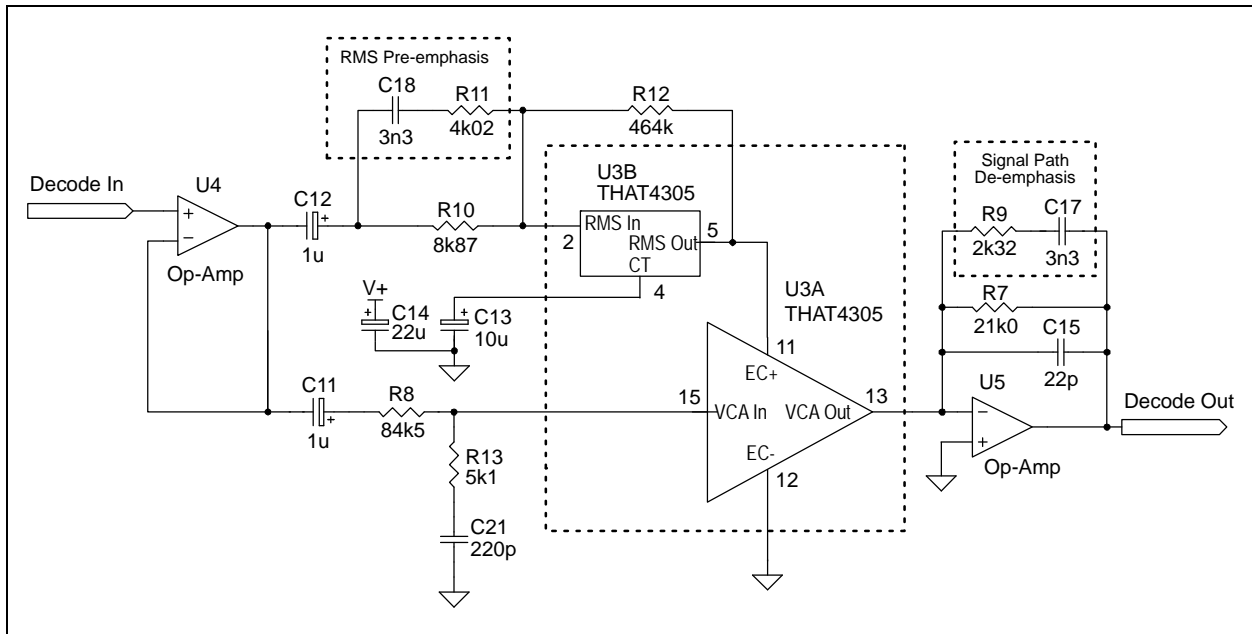 RMS Pre-emphasis
C18
3n3
R11
4k02
R12
464k
Decode In
U4
+
−
Op-Amp
C12
+
1u
R10
8k87
U3B
THAT4305
RMS In
2
RMS Out
5
CT
4
V+
+
C14
22u
+
C13
10u
U3A
THAT4305
11
EC+
15
VCA In
VCA Out
13
EC-
12
C11
+
1u
R8
84k5
R13
5k1
C21
220p
Signal Path
De-emphasis
R9
2k32
C17
3n3
R7
21k0
C15
22p
U5
−
+
Op-Amp
Decode Out